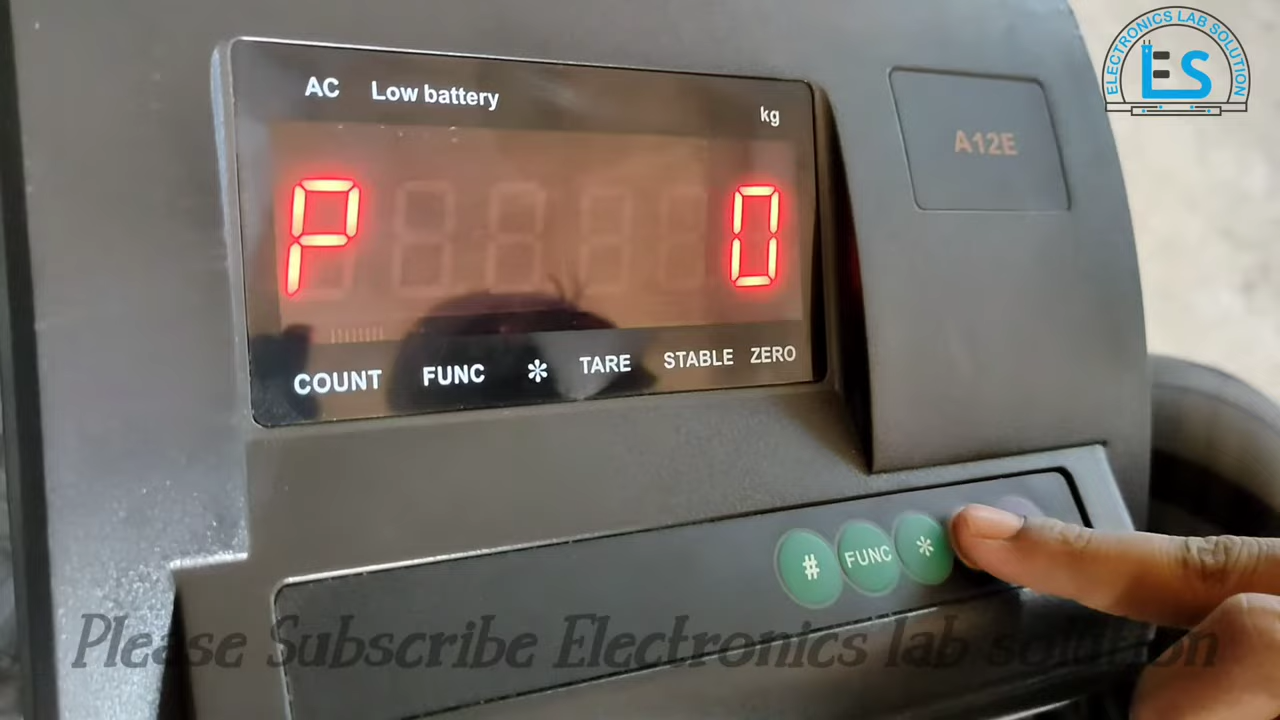 ELECTRONICS LAB SOLUTION
ES
AC Low battery
kg
A12E
P 0
COUNT FUNC * TARE STABLE ZERO
# FUNC *
Please Subscribe Electronics lab solution